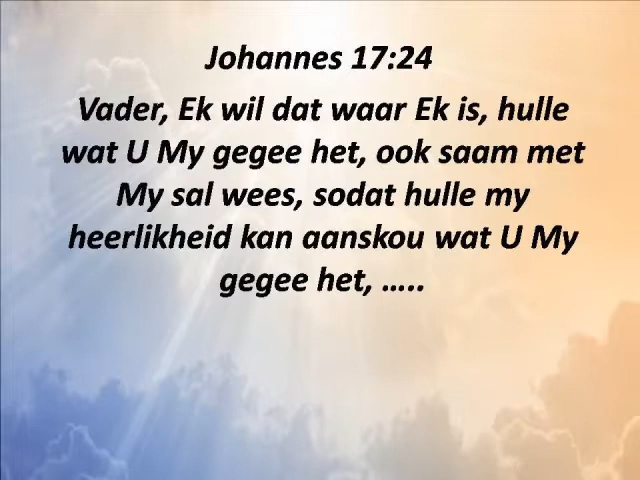 Johannes 17:24
Vader, Ek wil dat waar Ek is, hulle
wat U My gegee het, ook saam met
My sal wees, sodat hulle my
heerlikheid kan aanskou wat U My
gegee het, …..